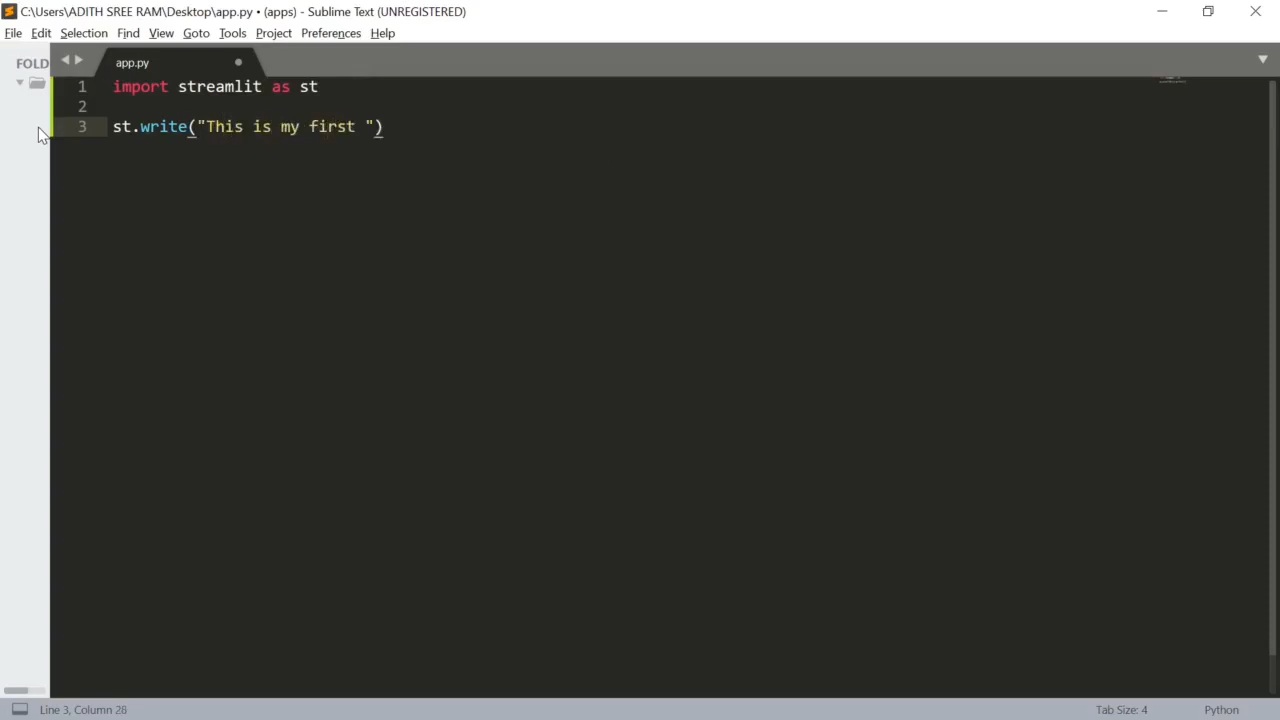 C:\Users\ADITH SREE RAM\Desktop\app.py • (apps) - Sublime Text (UNREGISTERED)
File Edit Selection Find View Goto Tools Project Preferences Help
FOLD
app.py
1 import streamlit as st
2
3 st.write("This is my first ")
Line 3, Column 28
Tab Size: 4
Python